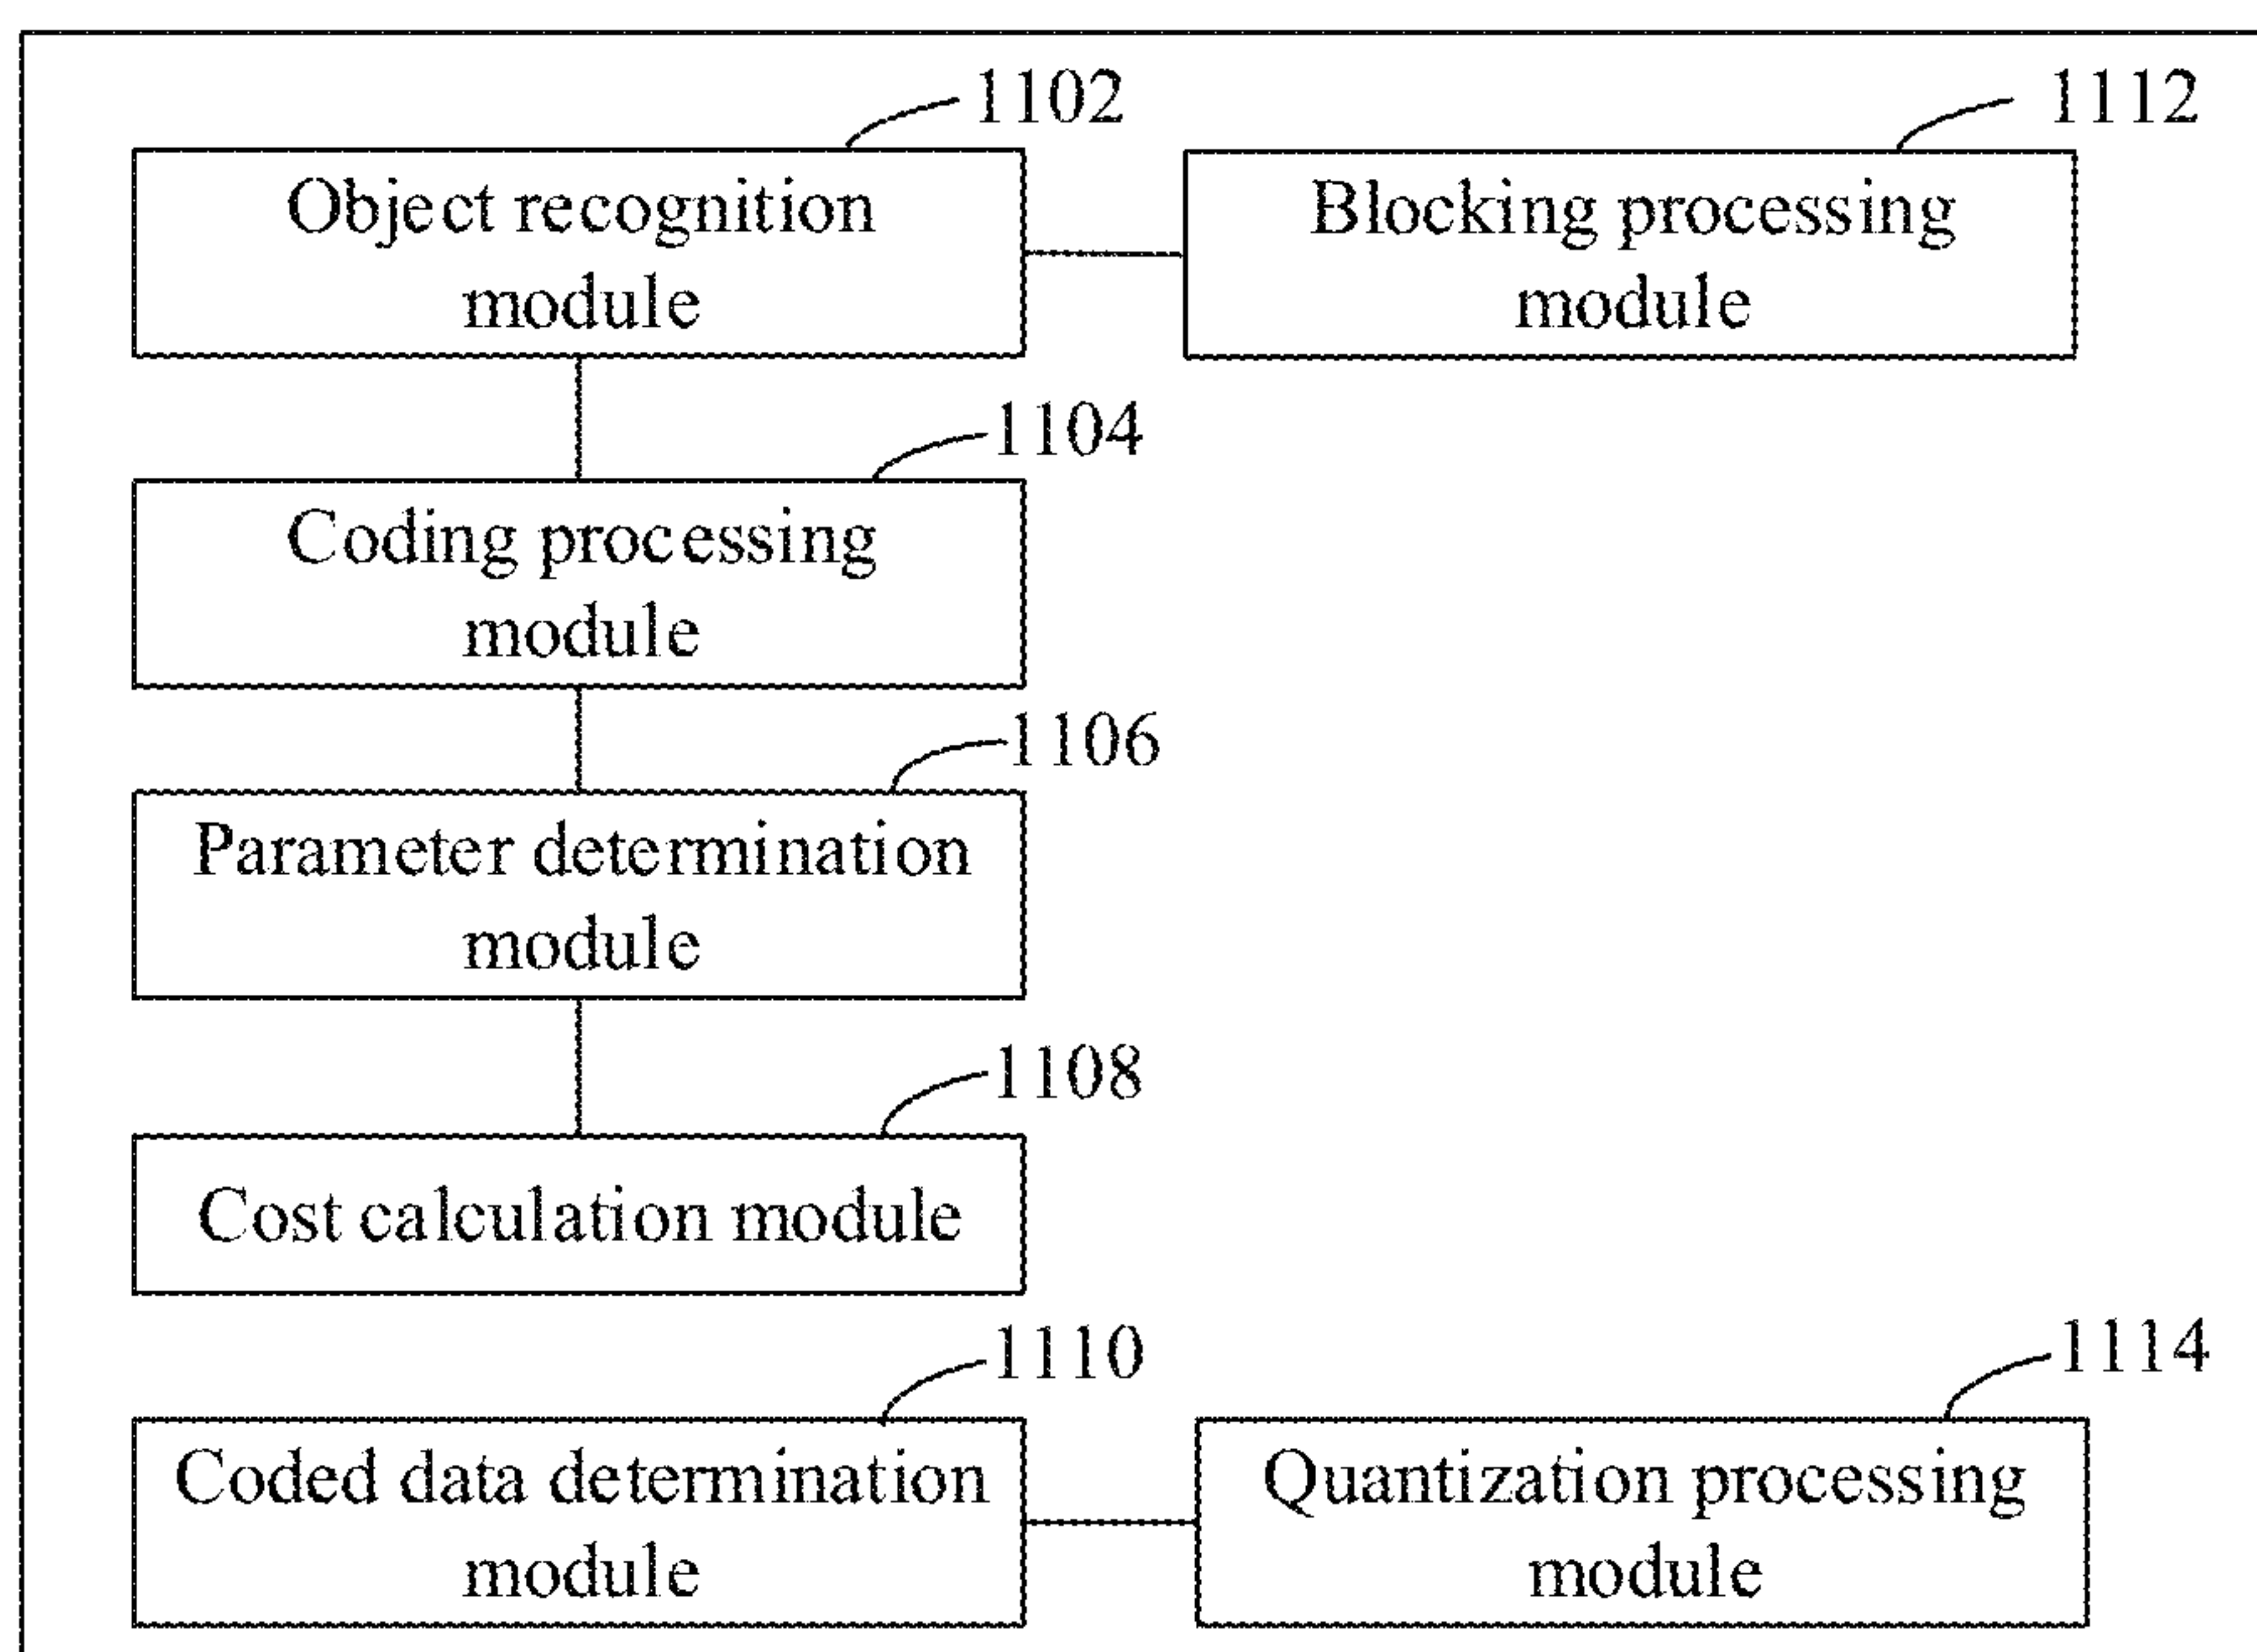 1102
1112
Object recognition
module
Blocking processing
module
1104
Coding processing
module
1106
Parameter determination
module
1108
Cost calculation module
1110
1114
Coded data determination
module
Quantization processing
module